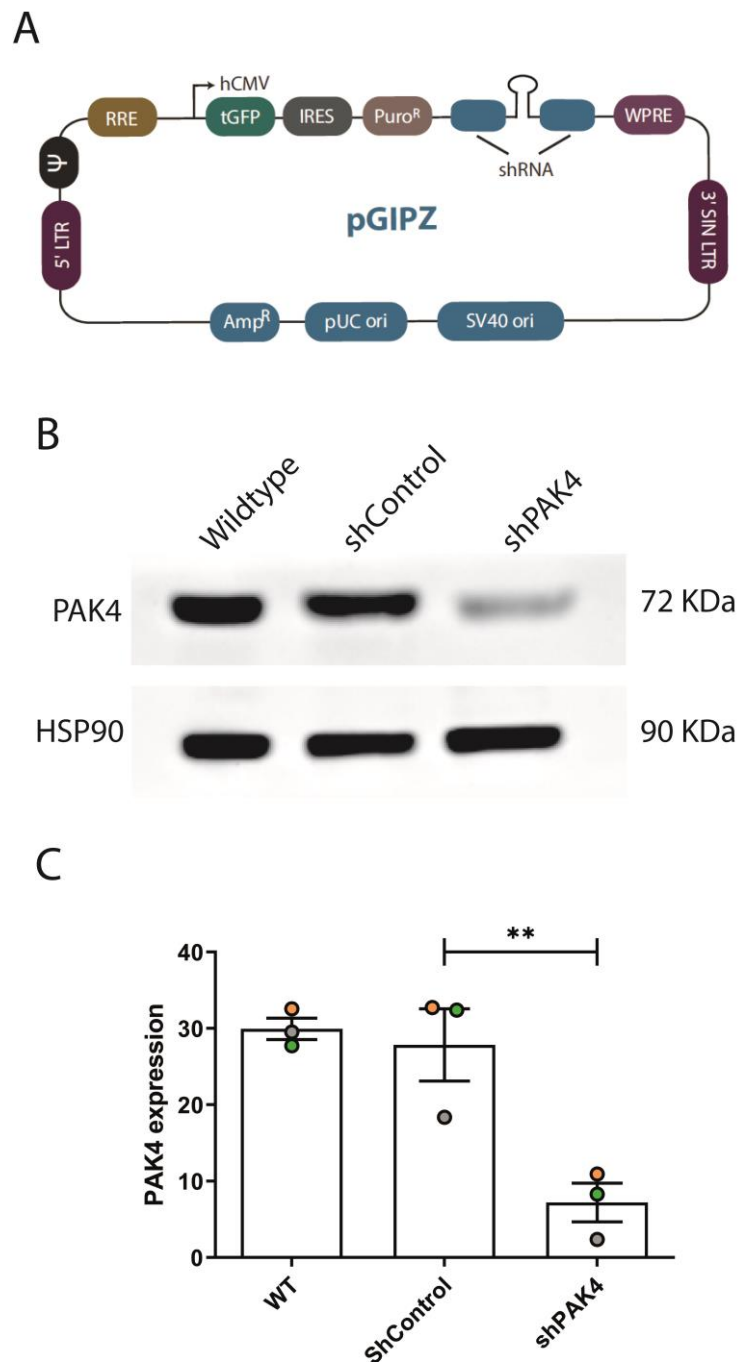 A
hCMV
RRE
tGFP
IRES
Puroᴿ
WPRE
Ψ
shRNA
5' LTR
pGIPZ
3' SIN LTR
Ampᴿ
pUC ori
SV40 ori
B
Wildtype
shControl
shPAK4
PAK4
72 KDa
HSP90
90 KDa
C
**
40
30
20
10
0
PAK4 expression
WT
ShControl
shPAK4